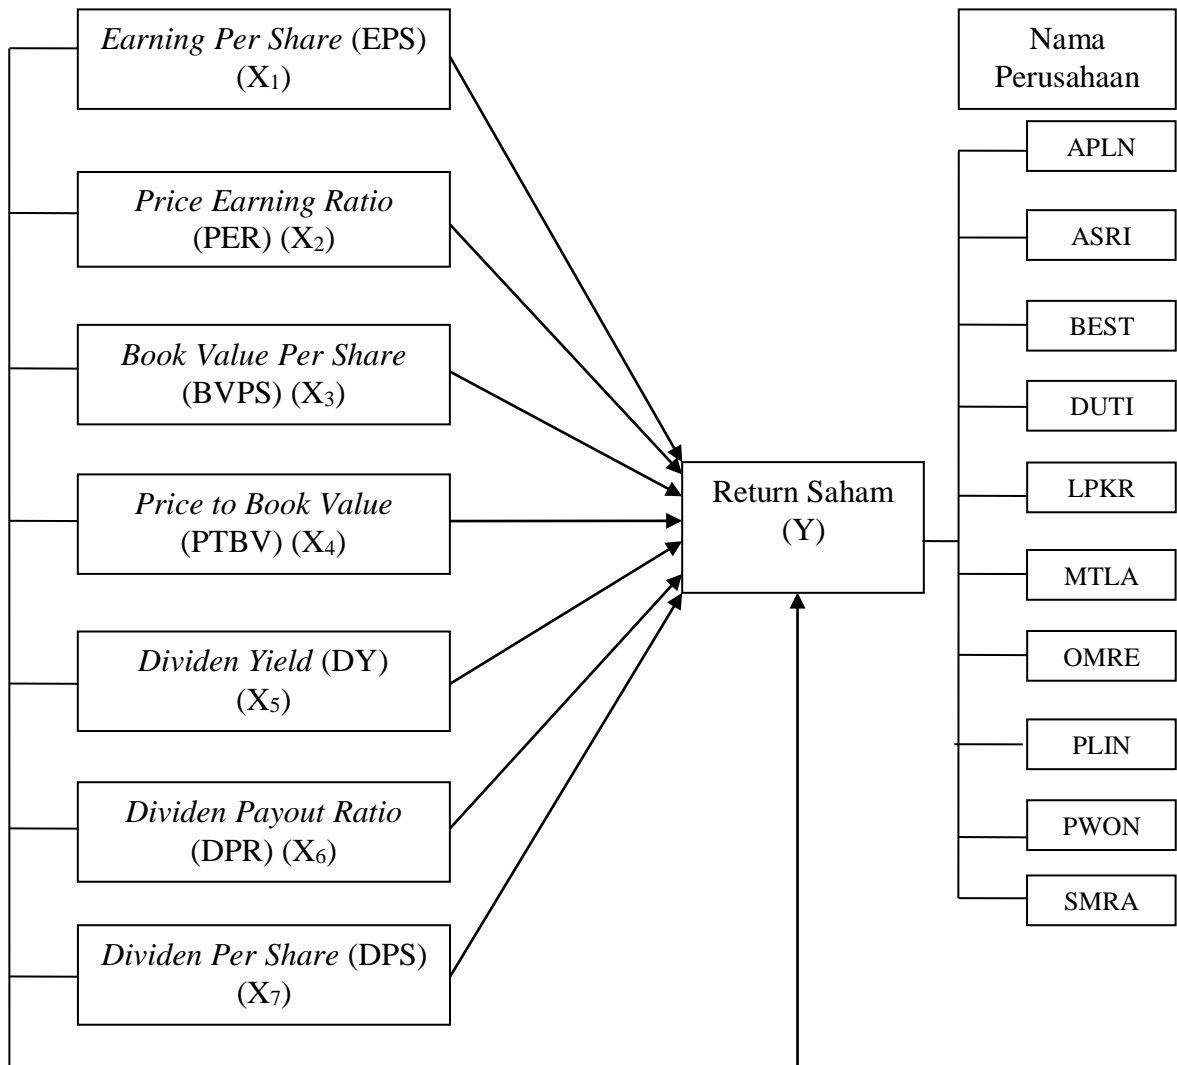 Earning Per Share (EPS)
(X₁)
Price Earning Ratio
(PER) (X₂)
Book Value Per Share
(BVPS) (X₃)
Price to Book Value
(PTBV) (X₄)
Dividen Yield (DY)
(X₅)
Dividen Payout Ratio
(DPR) (X₆)
Dividen Per Share (DPS)
(X₇)
Return Saham
(Y)
Nama
Perusahaan
APLN
ASRI
BEST
DUTI
LPKR
MTLA
OMRE
PLIN
PWON
SMRA